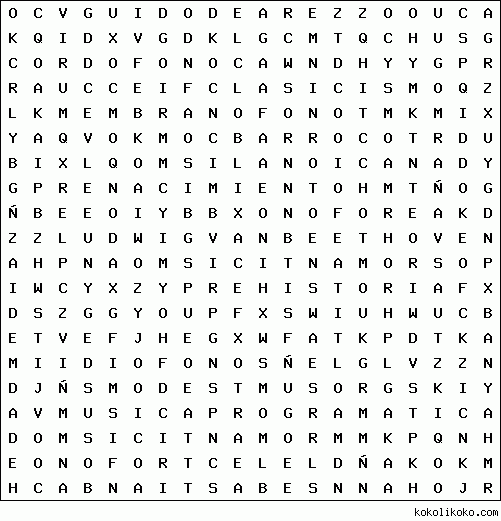 O C V G U I D O D E A R E Z Z O O U C A
K Q I D X V G D K L G C M T Q C H U S G
C O R D O F O N O C A W N D H Y Y G P R
R A U C C E I F C L A S I C I S M O Q Z
L K M E M B R A N O F O N O T M K M I X
Y A Q V O K M O C B A R R O C O T R D U
B I X L Q O M S I L A N O I C A N A D Y
G P R E N A C I M I E N T O H M T Ñ O G
Ñ B E E O I Y B B X O N O F O R E A K D
Z Z L U D W I G V A N B E E T H O V E N
A H P N A O M S I C I T N A M O R S O P
I W C Y X Z Y P R E H I S T O R I A F X
D S Z G G Y O U P F X S W I U H W U C B
E T V E F J H E G X W F A T K P D T K A
M I I D I O F O N O S Ñ E L G L V Z Z N
D J Ñ S M O D E S T M U S O R G S K I Y
A V M U S I C A P R O G R A M A T I C A
D O M S I C I T N A M O R M M K P Q N H
E O N O F O R T C E L E L D Ñ A K O K M
H C A B N A I T S A B E S N N A H O J R
kokolikoko.com